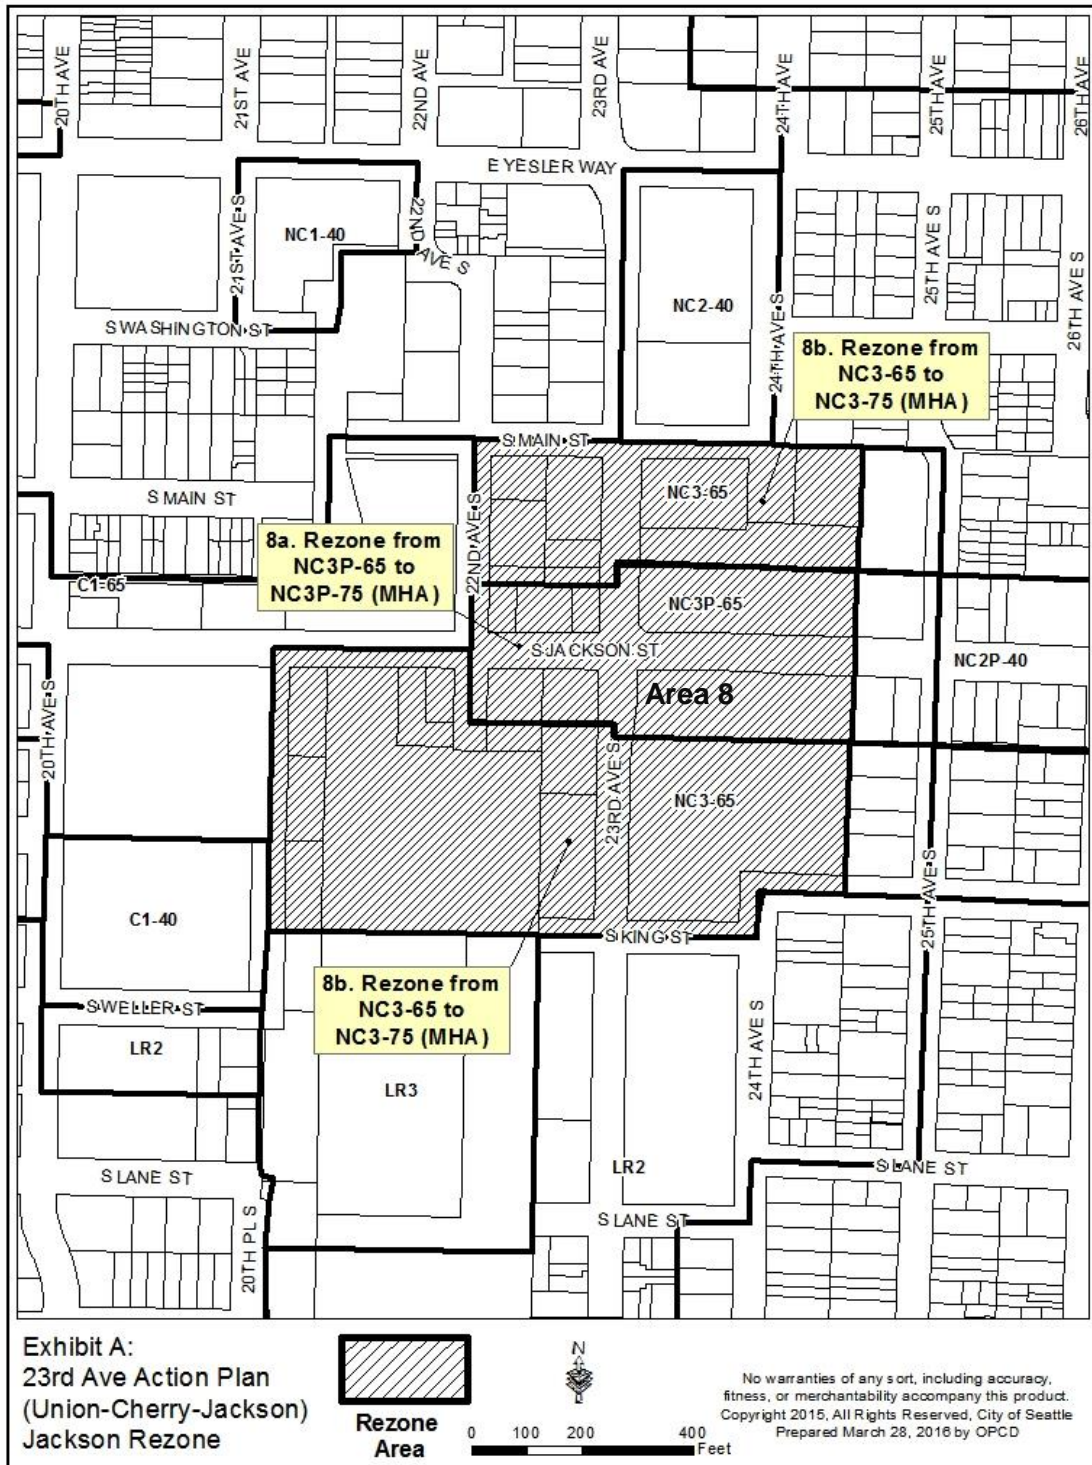 20TH AVE
21ST AVE
22ND AVE
23RD AVE
24TH AVE
25TH AVE
26TH AVE
E YESLER WAY
21ST AVE S
NC1-40
22ND AVE S
NC2-40
24TH AVE S
25TH AVE S
26TH AVE S
S WASHINGTON ST
8b. Rezone from
NC3-65 to
NC3-75 (MHA)
S MAIN ST
S MAIN ST
NC3-65
8a. Rezone from
NC3P-65 to
NC3P-75 (MHA)
22ND AVE S
C1-65
NC3P-65
S JACKSON ST
NC2P-40
Area 8
20TH AVE S
23RD AVE S
NC3-65
C1-40
25TH AVE S
S KING ST
8b. Rezone from
NC3-65 to
NC3-75 (MHA)
S WELLER ST
LR2
LR3
24TH AVE S
LR2
S LANE ST
S LANE ST
S LANE ST
20TH PL S
Exhibit A:
23rd Ave Action Plan
(Union-Cherry-Jackson)
Jackson Rezone
Rezone
Area
N
0 100 200 400
Feet
No warranties of any sort, including accuracy,
fitness, or merchantability accompany this product.
Copyright 2015, All Rights Reserved, City of Seattle
Prepared March 28, 2016 by OPCD